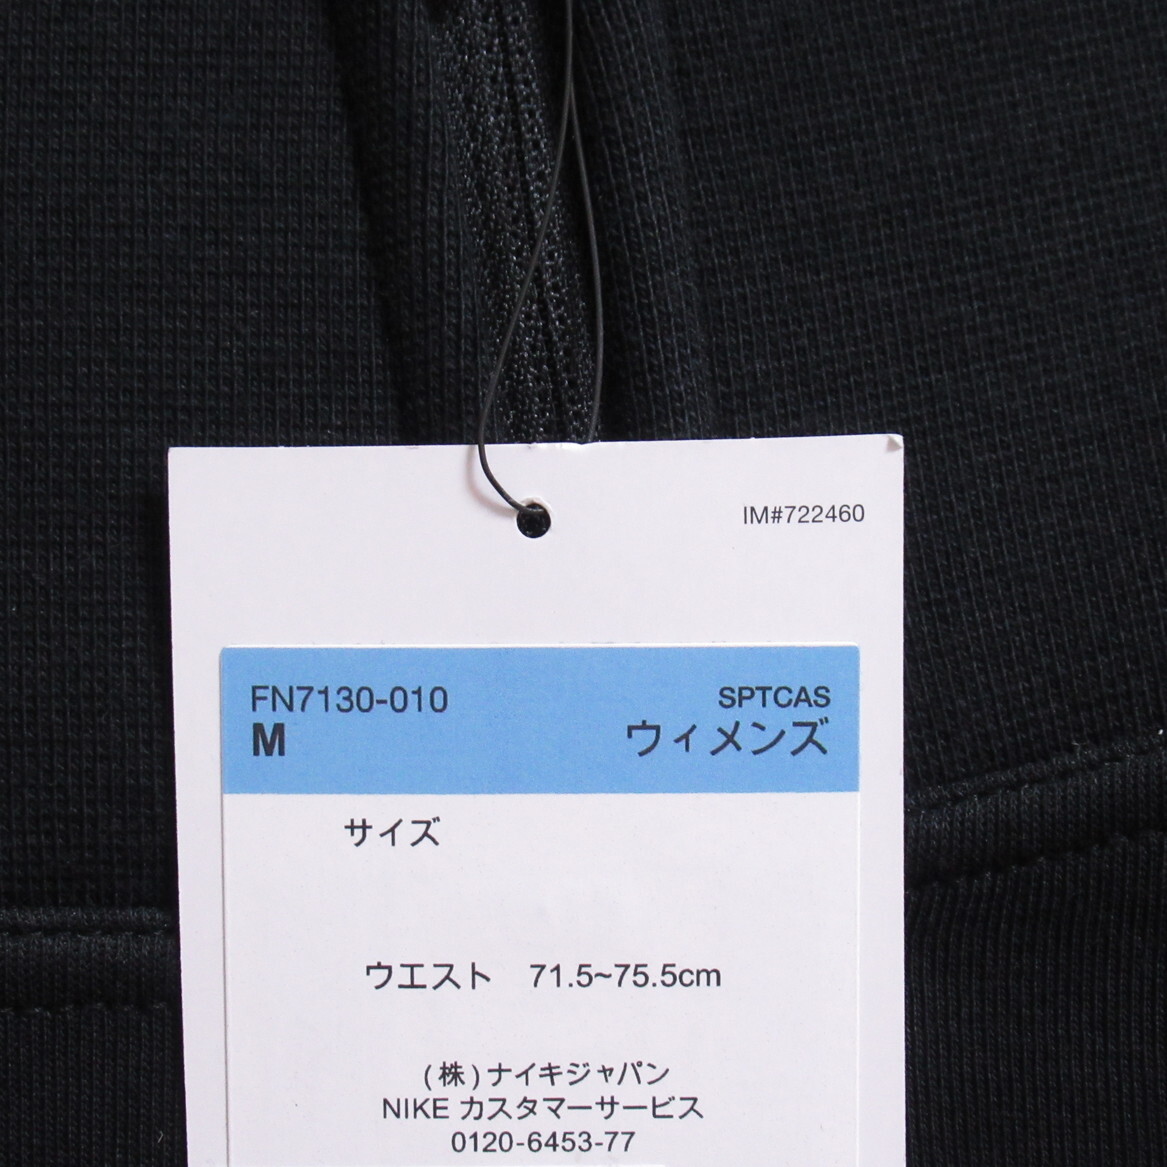 IM#722460
FN7130-010 SPTCAS
M ウィメンズ
サイズ
ウエスト 71.5~75.5cm
(株)ナイキジャパン
NIKE カスタマーサービス
0120-6453-77